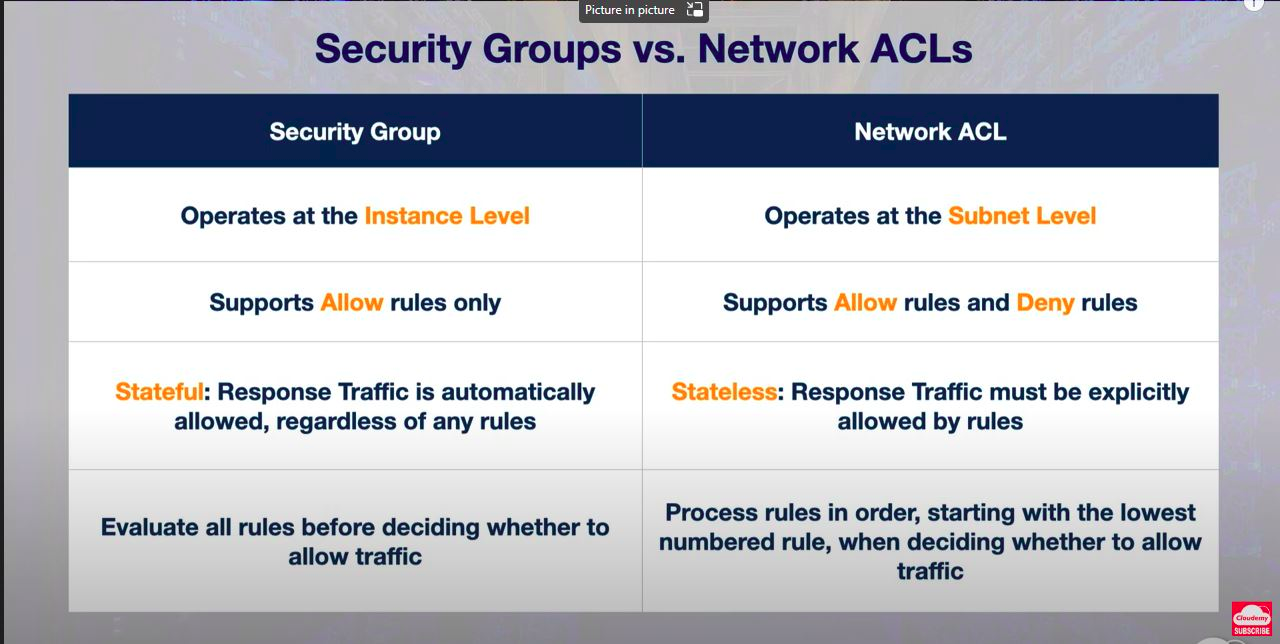 Picture in picture
Security Groups vs. Network ACLs
Security Group
Network ACL
Operates at the Instance Level
Operates at the Subnet Level
Supports Allow rules only
Supports Allow rules and Deny rules
Stateful: Response Traffic is automatically
allowed, regardless of any rules
Stateless: Response Traffic must be explicitly
allowed by rules
Evaluate all rules before deciding whether to
allow traffic
Process rules in order, starting with the lowest
numbered rule, when deciding whether to allow
traffic
Cloudemy
SUBSCRIBE